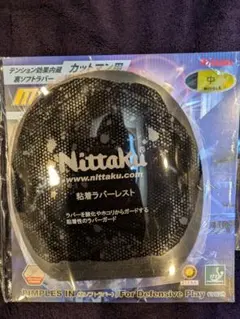 テンション効果内蔵
裏ソフトラバー
カットマン用
中
MIDDLE
Nittaku
www.nittaku.com
粘着ラバーレスト
ラバーを酸化やホコリからガードする
粘着性のラバーガード
PIMPLES IN
For Defensive Play